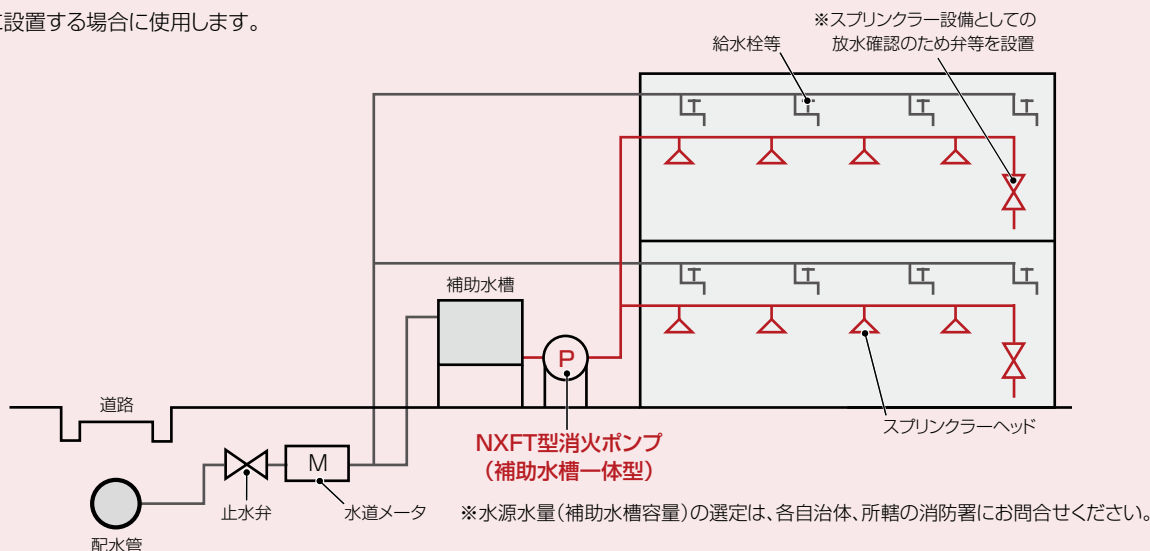 に設置する場合に使用します。
※スプリンクラー設備としての
放水確認のため弁等を設置
給水栓等
補助水槽
P
道路
スプリンクラーヘッド
NXFT型消火ポンプ
（補助水槽一体型）
M
止水弁
水道メータ
※水源水量（補助水槽容量）の選定は、各自治体、所轄の消防署にお問合せください。
配水管